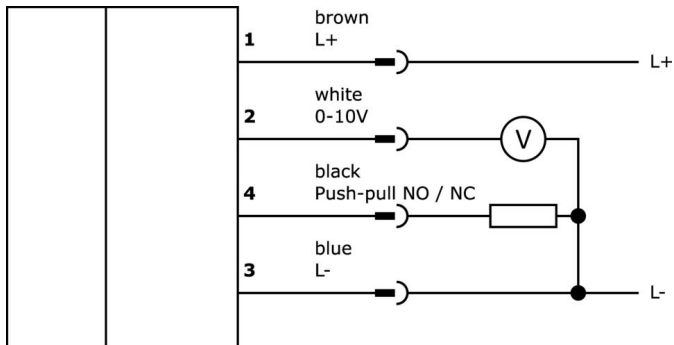 brown
1 L+
L+
white
2 0-10V
V
black
4 Push-pull NO / NC
blue
3 L-
L-